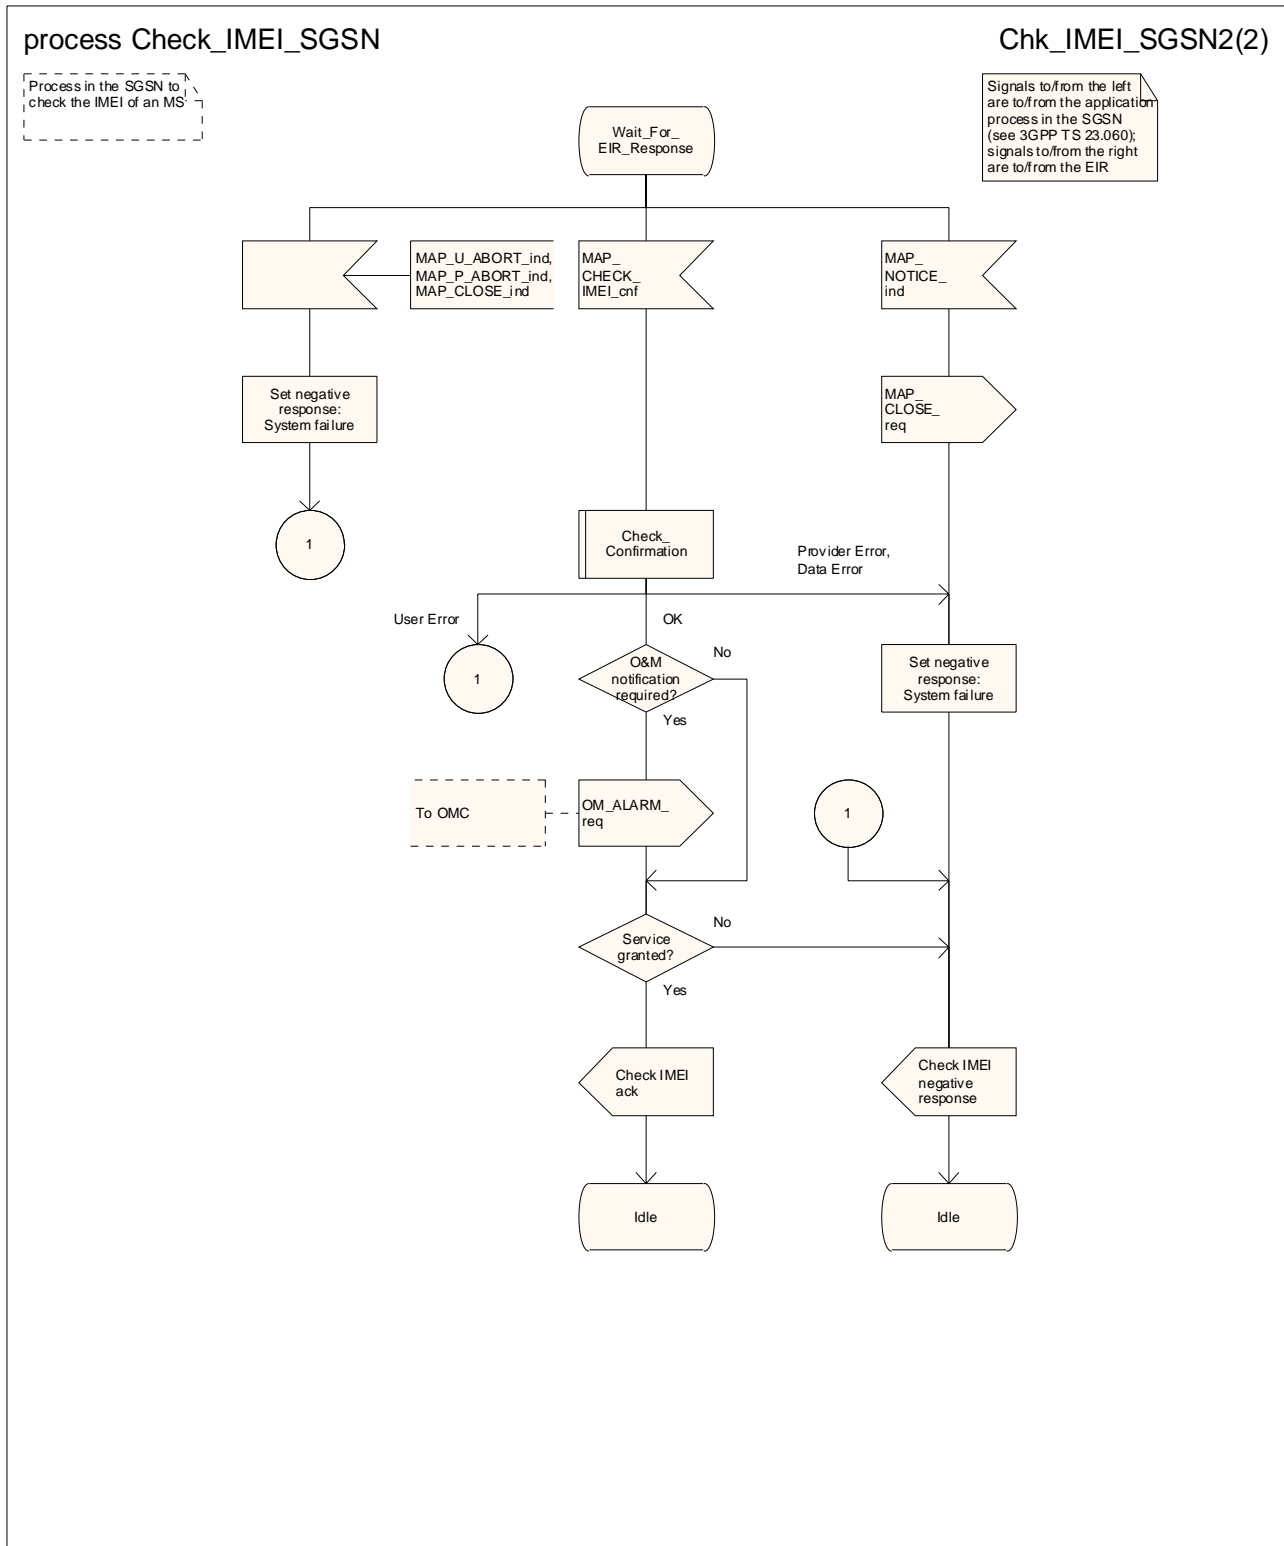 process Check_IMEI_SGSN
Chk_IMEI_SGSN2(2)
Process in the SGSN to
check the IMEI of an MS
Signals to/from the left
are to/from the application
process in the SGSN
(see 3GPP TS 23.060);
signals to/from the right
are to/from the EIR
Wait_For_
EIR_Response
MAP_U_ABORT_ind,
MAP_P_ABORT_ind,
MAP_CLOSE_ind
MAP_
CHECK_
IMEI_cnf
MAP_
NOTICE_
ind
Set negative
response:
System failure
MAP_
CLOSE_
req
1
Check_
Confirmation
Provider Error,
Data Error
User Error
OK
1
O&M
notification
required?
No
Yes
Set negative
response:
System failure
To OMC
OM_ALARM_
req
1
Service
granted?
No
Yes
Check IMEI
ack
Check IMEI
negative
response
Idle
Idle